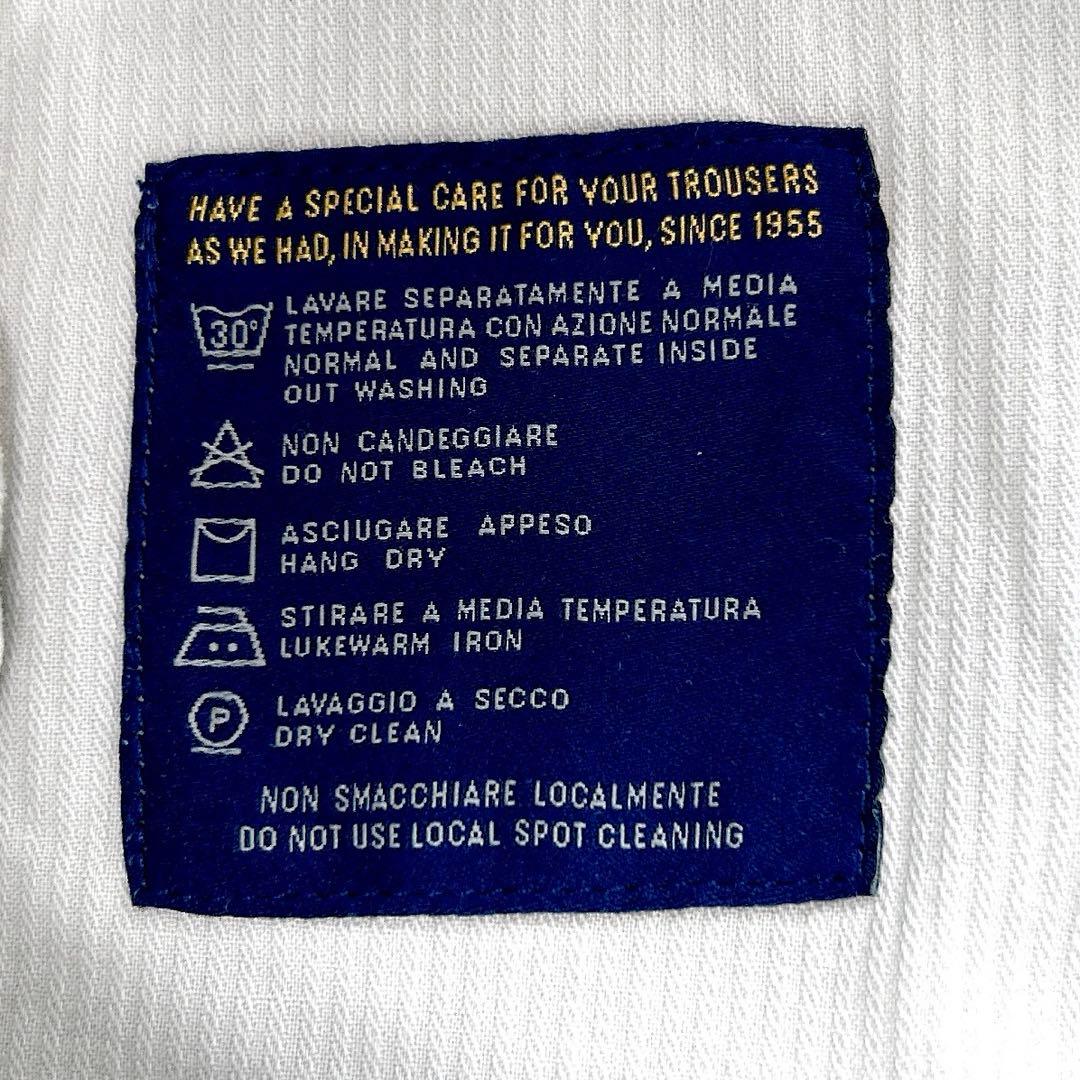 HAVE A SPECIAL CARE FOR YOUR TROUSERS
AS WE HAD, IN MAKING IT FOR YOU, SINCE 1955
30°
LAVARE SEPARATAMENTE A MEDIA
TEMPERATURA CON AZIONE NORMALE
NORMAL AND SEPARATE INSIDE
OUT WASHING
NON CANDEGGIARE
DO NOT BLEACH
ASCIUGARE APPESO
HANG DRY
STIRARE A MEDIA TEMPERATURA
LUKEWARM IRON
P
LAVAGGIO A SECCO
DRY CLEAN
NON SMACCHIARE LOCALMENTE
DO NOT USE LOCAL SPOT CLEANING